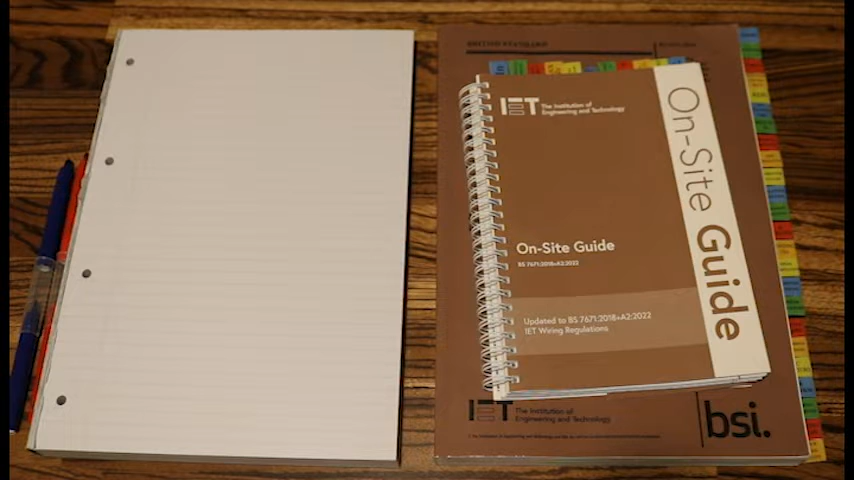 BRITISH STANDARD
IET The Institution of
Engineering and Technology
On-Site Guide
On-Site Guide
BS 7671:2018+A2:2022
Updated to BS 7671:2018+A2:2022
IET Wiring Regulations
IET The Institution of
Engineering and Technology
bsi.